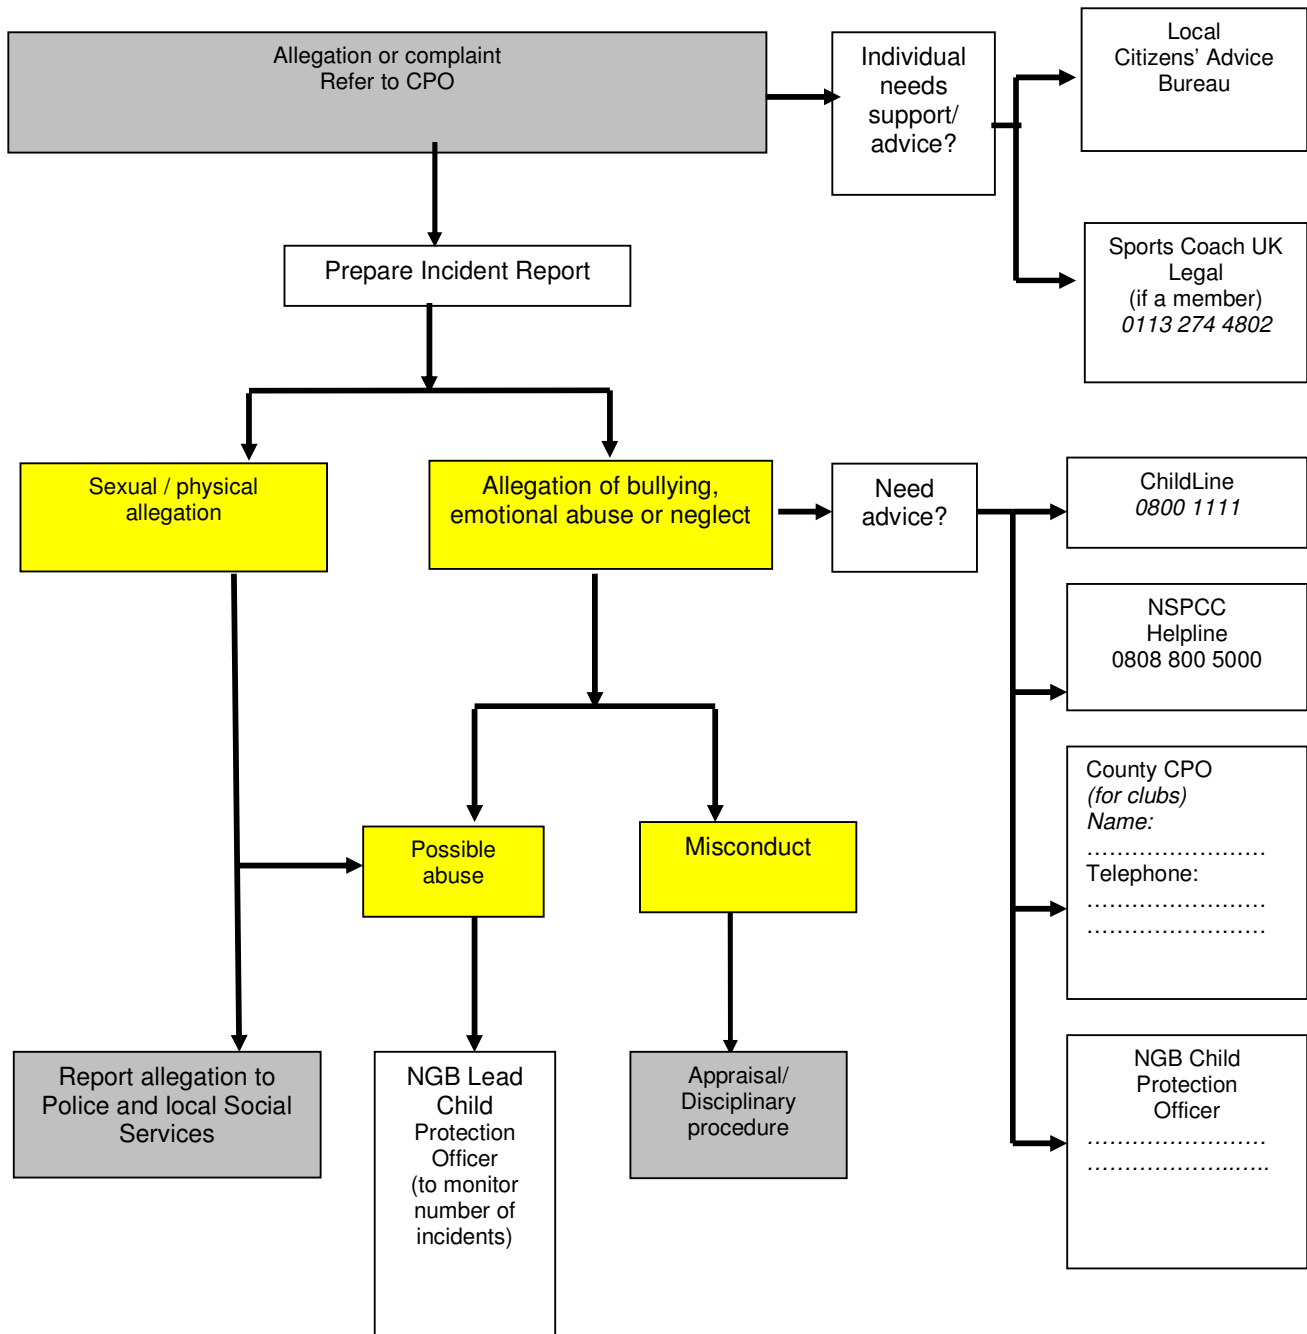 Allegation or complaint
Refer to CPO
Individual
needs
support/
advice?
Local
Citizens’ Advice
Bureau
Sports Coach UK
Legal
(if a member)
0113 274 4802
Prepare Incident Report
Sexual / physical
allegation
Allegation of bullying,
emotional abuse or neglect
Need
advice?
ChildLine
0800 1111
NSPCC
Helpline
0808 800 5000
County CPO
(for clubs)
Name:
……………………
Telephone:
……………………
……………………
Possible
abuse
Misconduct
Report allegation to
Police and local Social
Services
NGB Lead
Child
Protection
Officer
(to monitor
number of
incidents)
Appraisal/
Disciplinary
procedure
NGB Child
Protection
Officer
……………………
………………...…..